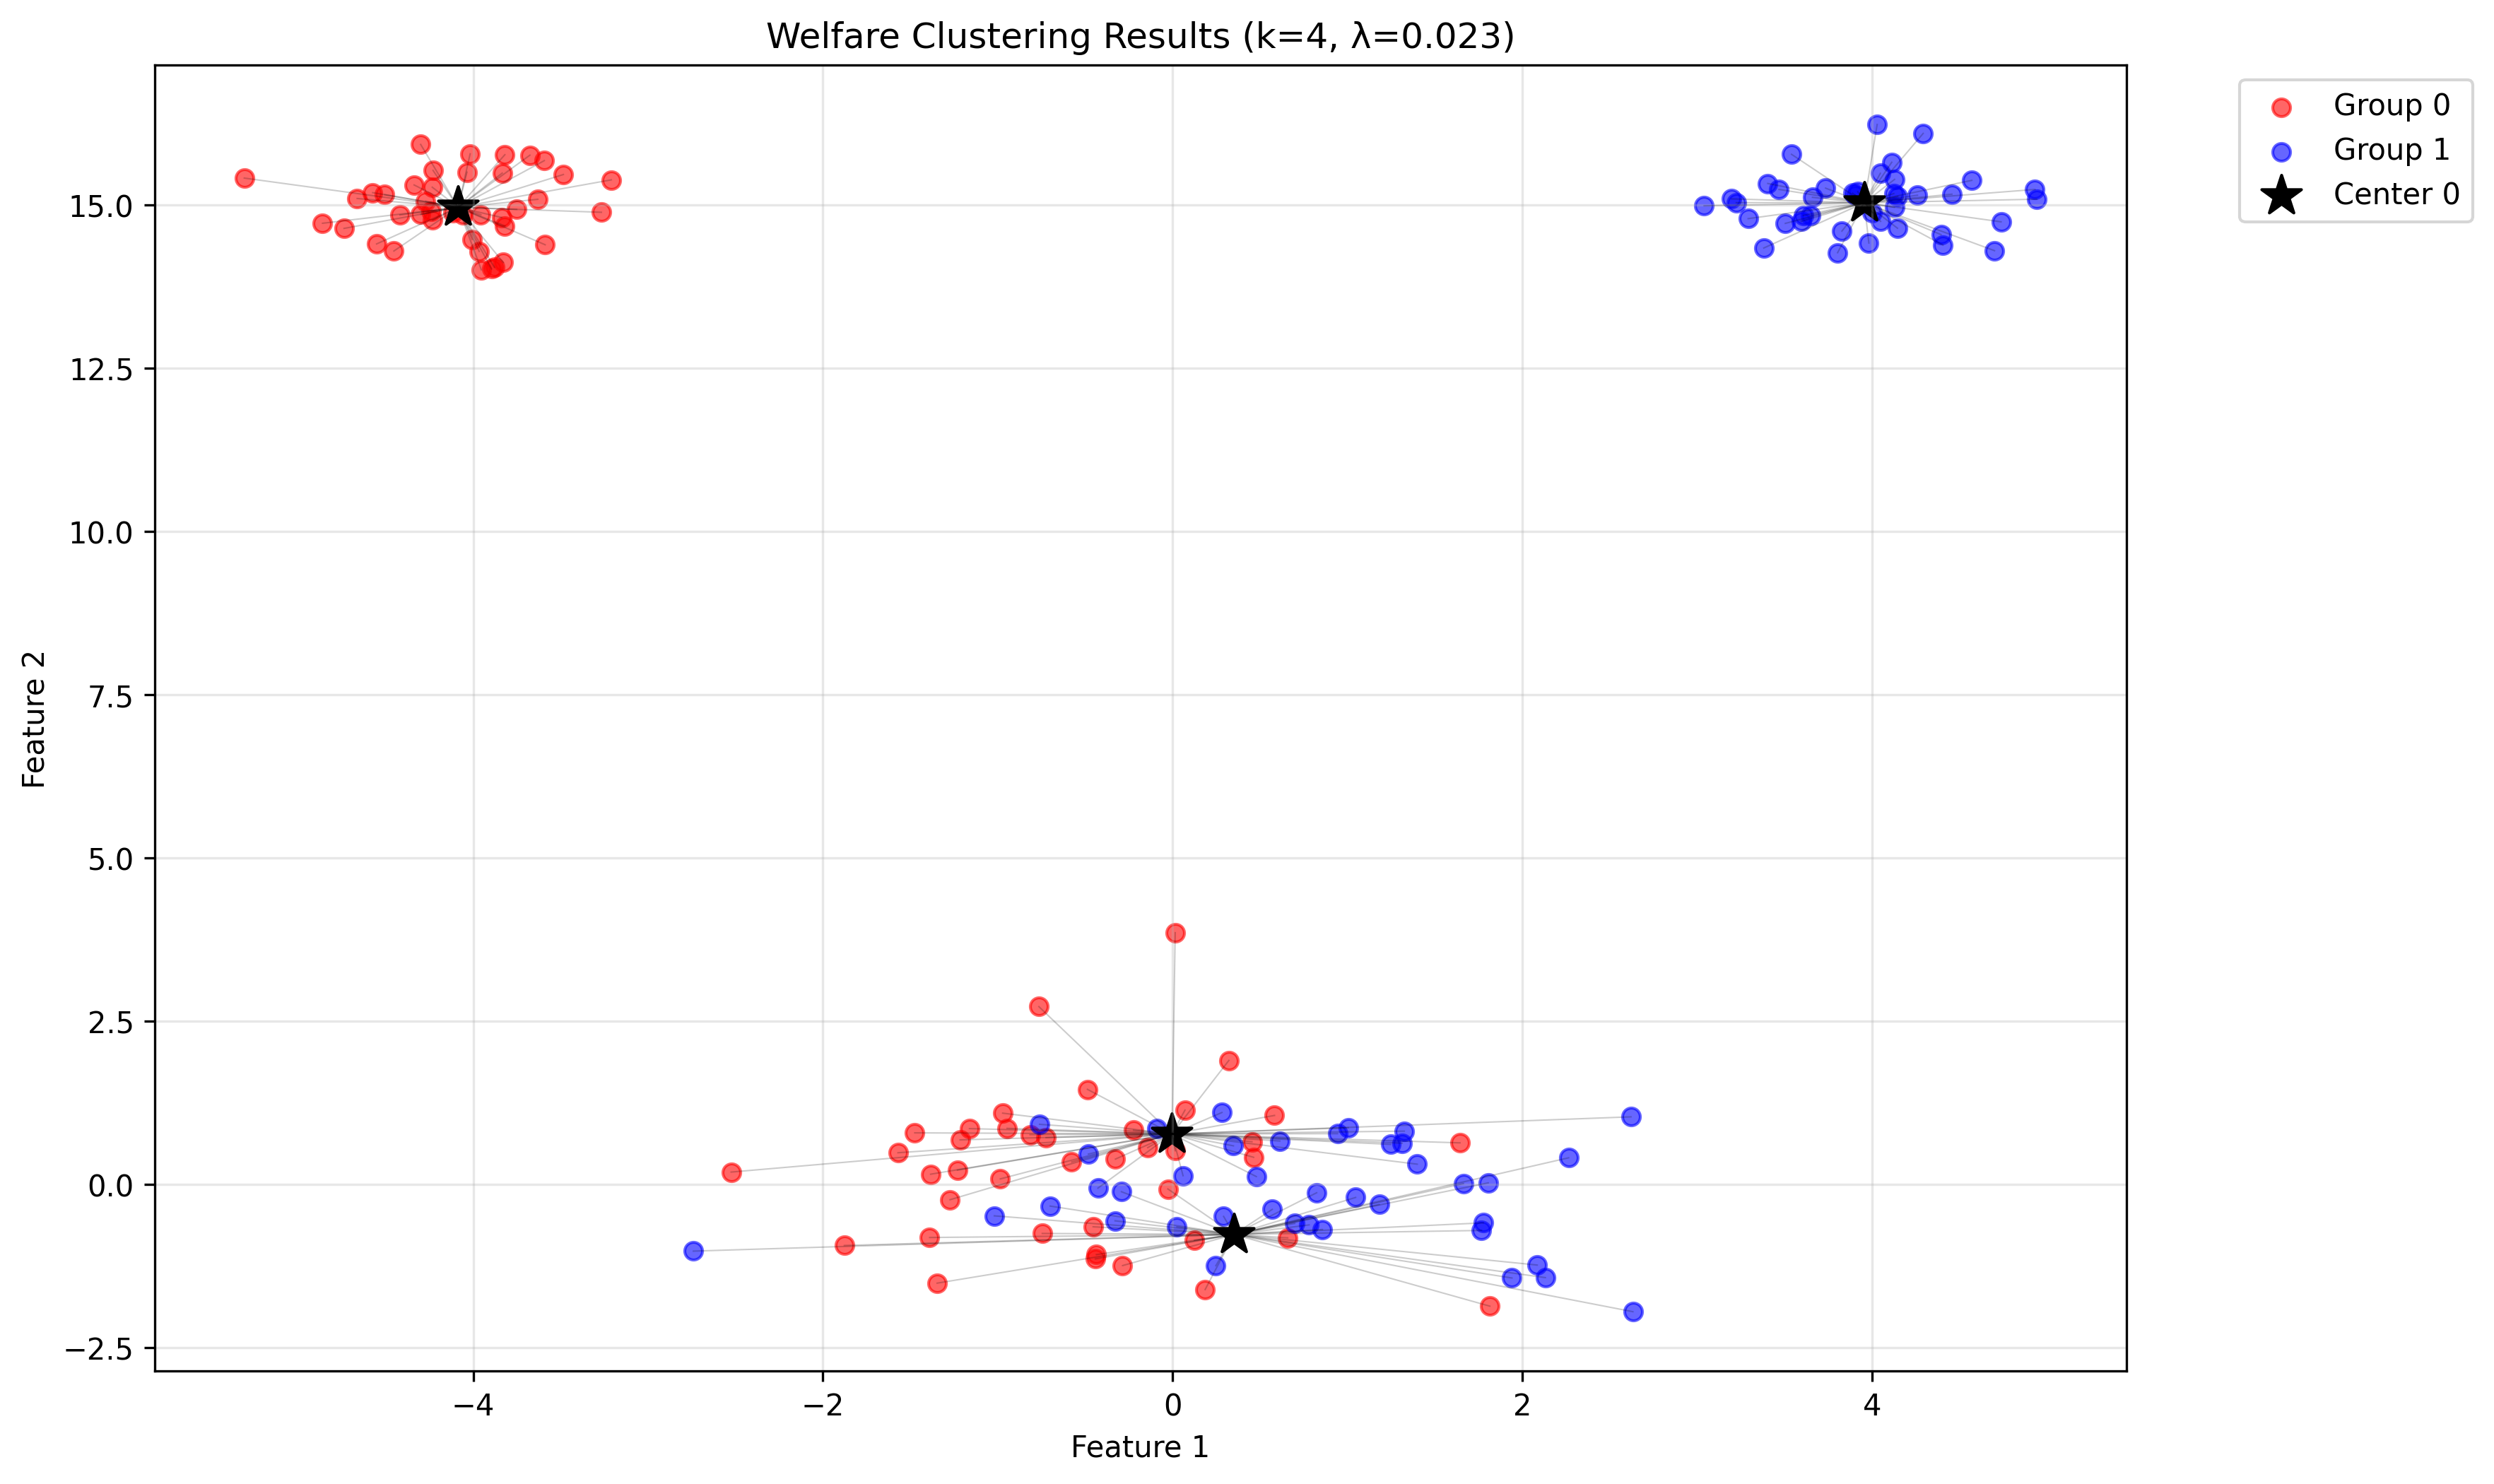 Welfare Clustering Results (k=4, λ=0.023)
Group 0
Group 1
Center 0
Feature 2
15.0
12.5
10.0
7.5
5.0
2.5
0.0
−2.5
−4
−2
0
2
4
Feature 1